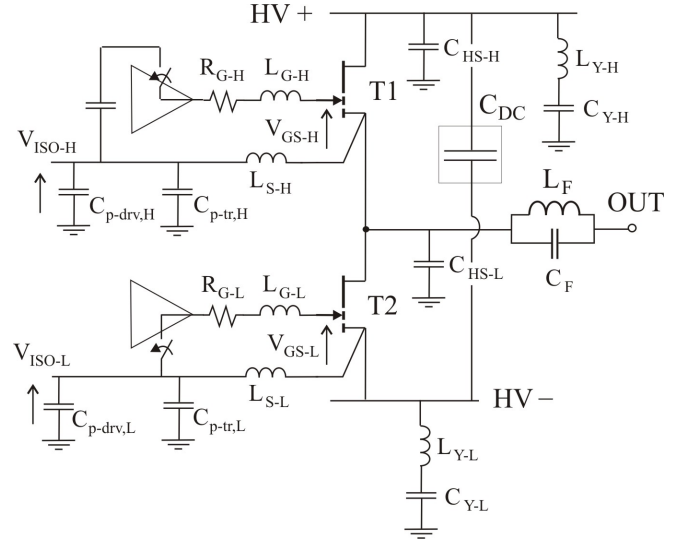 HV +
C_HS-H
L_Y-H
R_G-H
L_G-H
T1
C_DC
C_Y-H
V_GS-H
V_ISO-H
L_S-H
L_F
OUT
C_p-drv,H
C_p-tr,H
C_HS-L
C_F
R_G-L
L_G-L
T2
V_GS-L
V_ISO-L
L_S-L
HV −
C_p-drv,L
C_p-tr,L
L_Y-L
C_Y-L